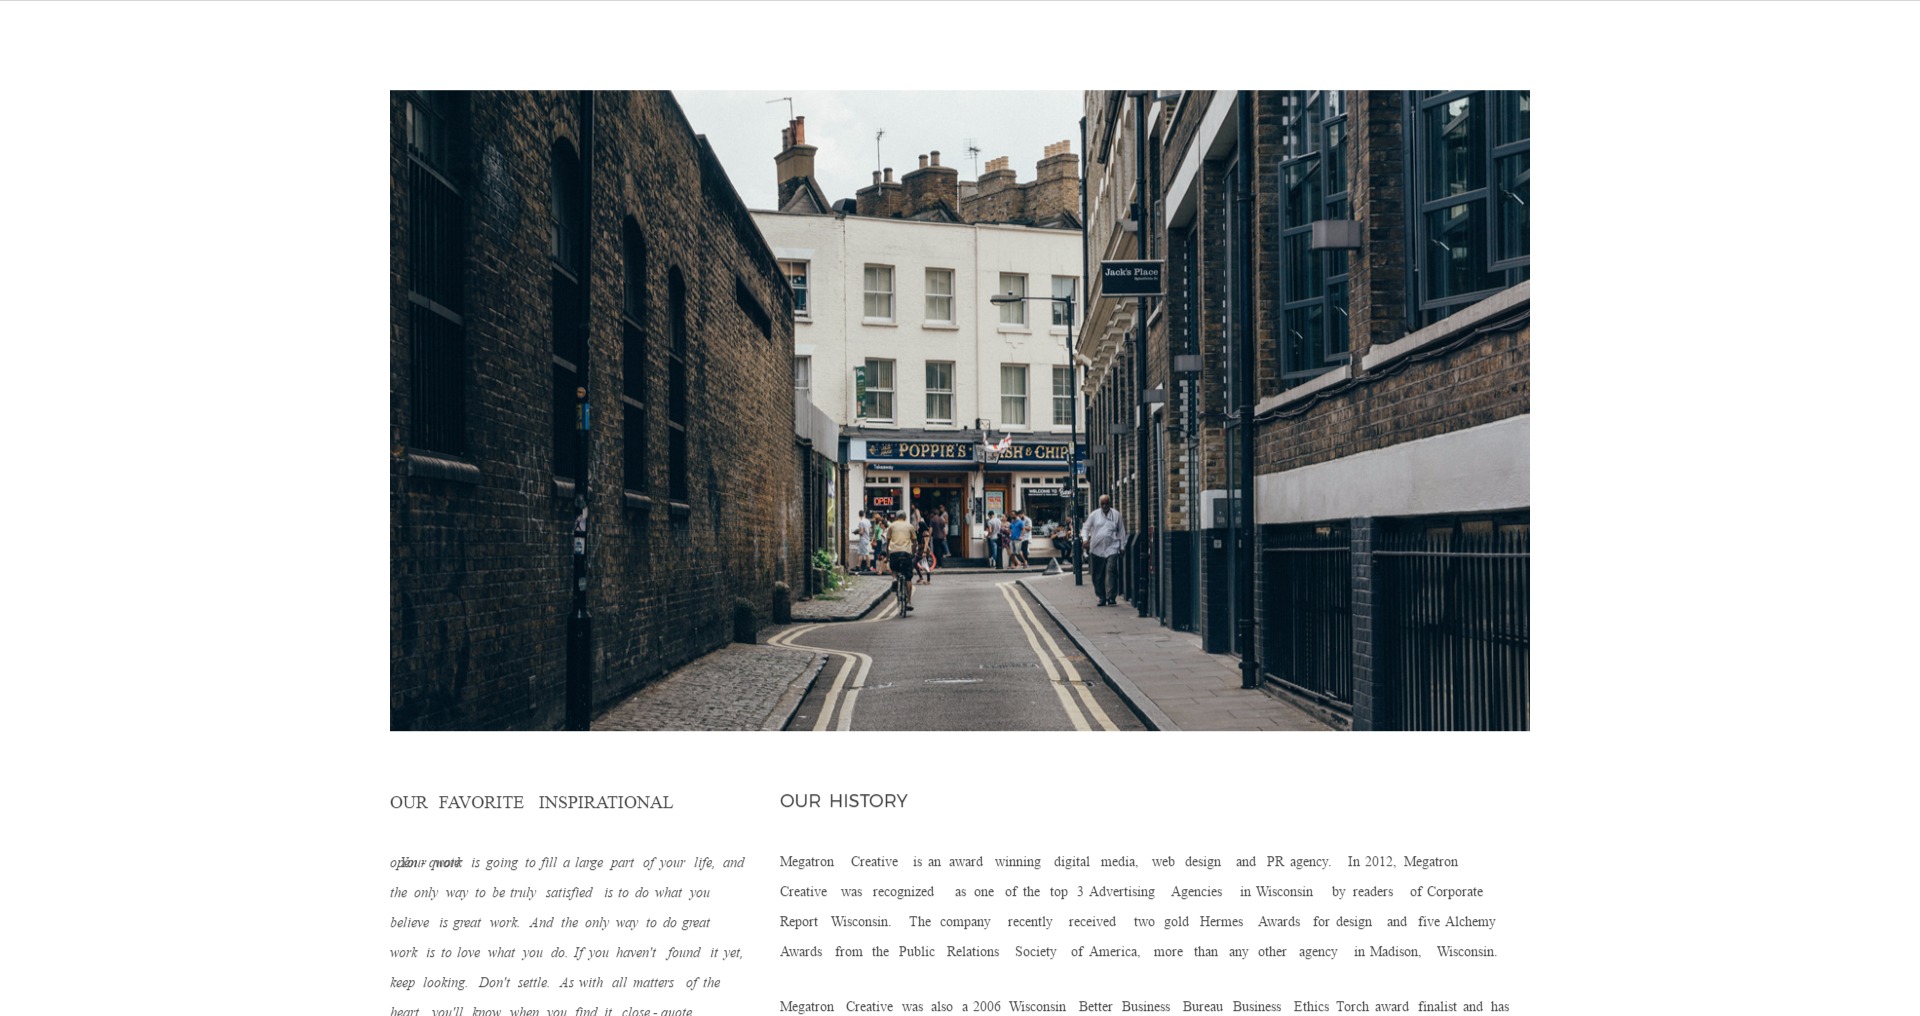 Jack's Place
POPPIE'S FISH & CHIP
Takeaway
OPEN
WELCOME TO
OUR FAVORITE INSPIRATIONAL
Your work is going to fill a large part of your life, and
the only way to be truly satisfied is to do what you
believe is great work. And the only way to do great
work is to love what you do. If you haven't found it yet,
keep looking. Don't settle. As with all matters of the
heart, you'll know when you find it. close-quote
OUR HISTORY
Megatron Creative is an award winning digital media, web design and PR agency. In 2012, Megatron
Creative was recognized as one of the top 3 Advertising Agencies in Wisconsin by readers of Corporate
Report Wisconsin. The company recently received two gold Hermes Awards for design and five Alchemy
Awards from the Public Relations Society of America, more than any other agency in Madison, Wisconsin.
Megatron Creative was also a 2006 Wisconsin Better Business Bureau Business Ethics Torch award finalist and has